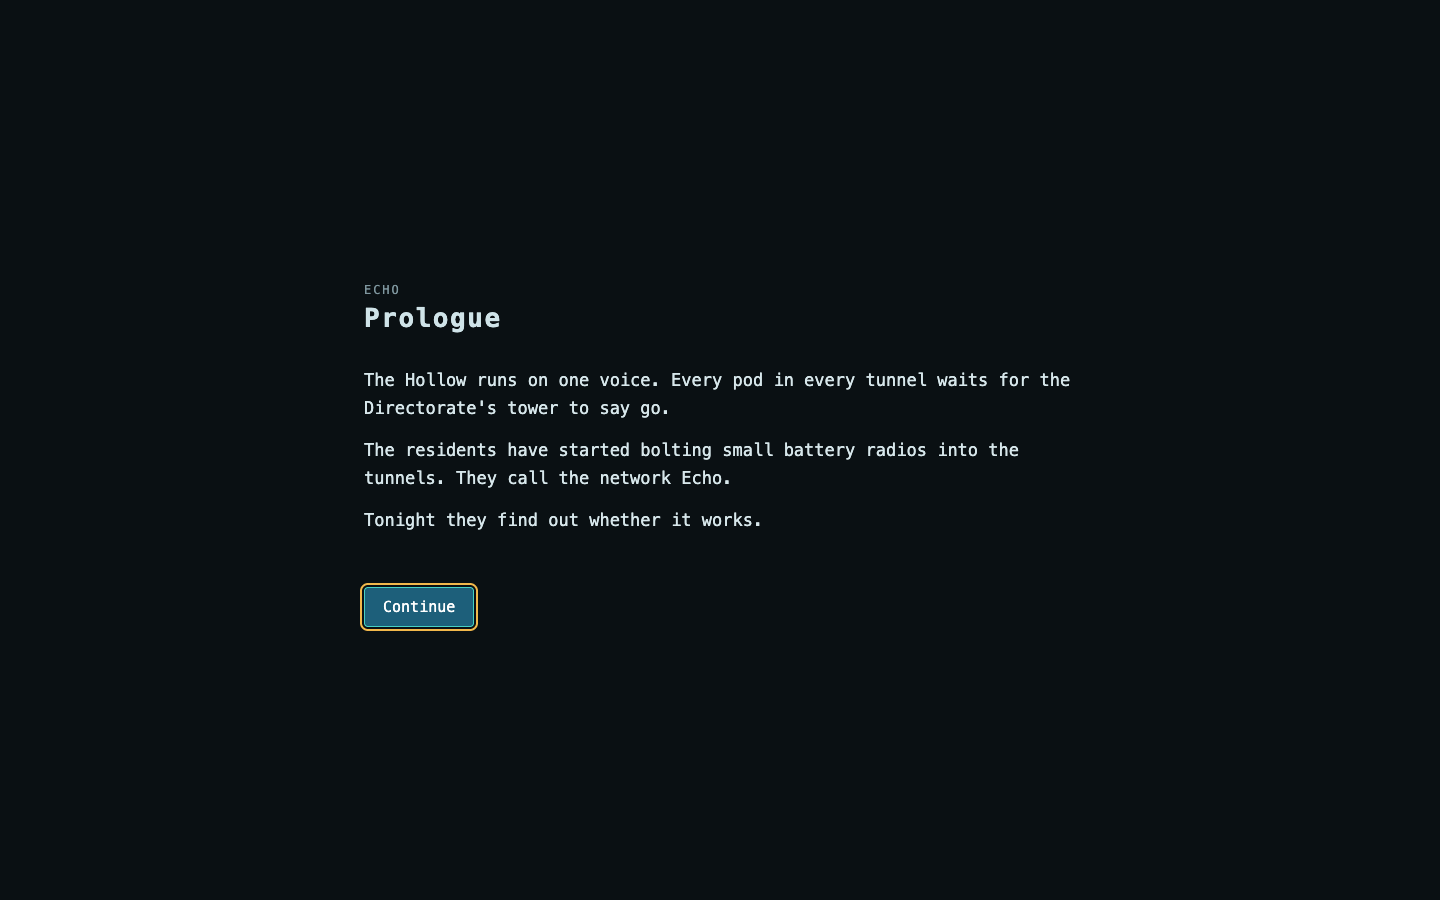 ECHO
Prologue
The Hollow runs on one voice. Every pod in every tunnel waits for the
Directorate's tower to say go.
The residents have started bolting small battery radios into the
tunnels. They call the network Echo.
Tonight they find out whether it works.
Continue